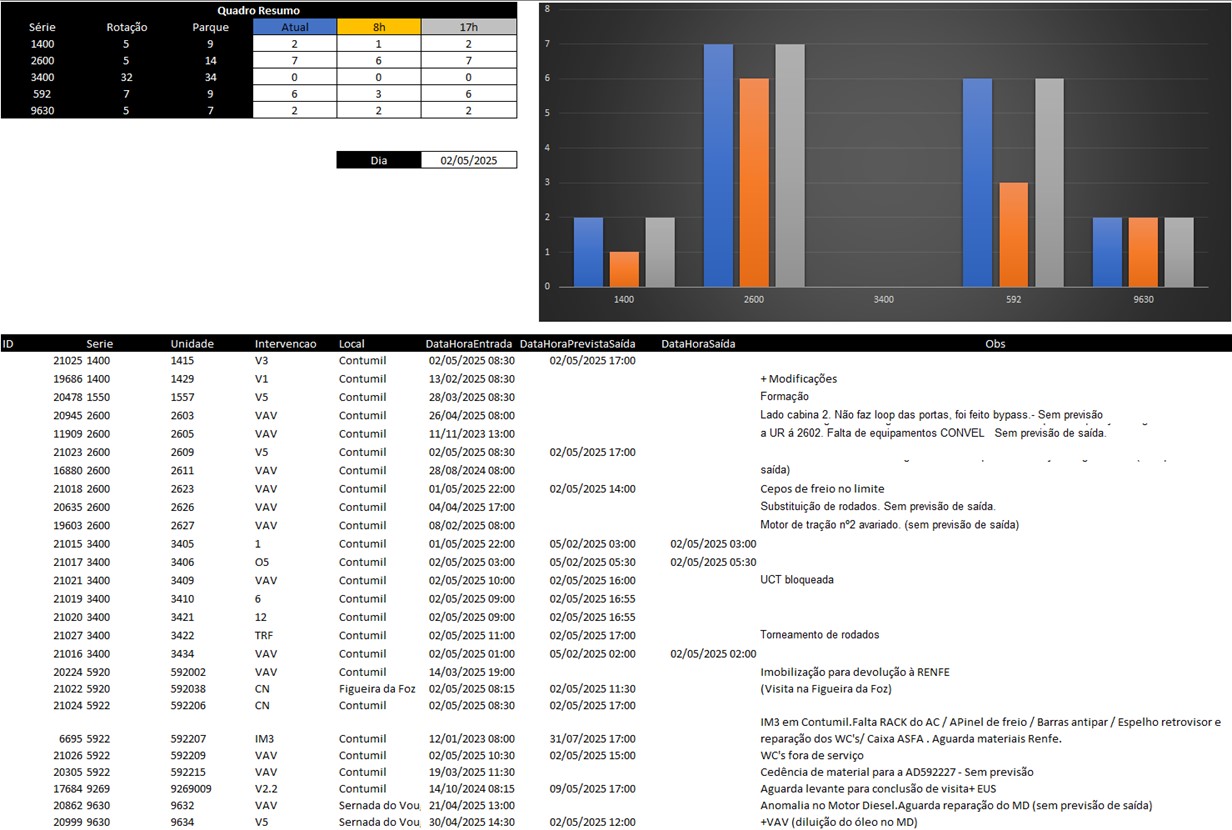 Quadro Resumo
Série Rotação Parque Atual 8h 17h
1400 5 9 2 1 2
2600 5 14 7 6 7
3400 32 34 0 0 0
592 7 9 6 3 6
9630 5 7 2 2 2
Dia 02/05/2025
8
7
6
5
4
3
2
1
0
1400 2600 3400 592 9630
ID Serie Unidade Intervencao Local DataHoraEntrada DataHoraPrevistaSaída DataHoraSaída Obs
21025 1400 1415 V3 Contumil 02/05/2025 08:30 02/05/2025 17:00
19686 1400 1429 V1 Contumil 13/02/2025 08:30 + Modificações
20478 1550 1557 V5 Contumil 28/03/2025 08:30 Formação
20945 2600 2603 VAV Contumil 26/04/2025 08:00 Lado cabina 2. Não faz loop das portas, foi feito bypass.- Sem previsão
11909 2600 2605 VAV Contumil 11/11/2023 13:00 a UR á 2602. Falta de equipamentos CONVEL Sem previsão de saída.
21023 2600 2609 V5 Contumil 02/05/2025 08:30 02/05/2025 17:00
16880 2600 2611 VAV Contumil 28/08/2024 08:00 saída)
21018 2600 2623 VAV Contumil 01/05/2025 22:00 02/05/2025 14:00 Cepos de freio no limite
20635 2600 2626 VAV Contumil 04/04/2025 17:00 Substituição de rodados. Sem previsão de saída.
19603 2600 2627 VAV Contumil 08/02/2025 08:00 Motor de tração nº2 avariado. (sem previsão de saída)
21015 3400 3405 1 Contumil 01/05/2025 22:00 05/02/2025 03:00 02/05/2025 03:00
21017 3400 3406 O5 Contumil 02/05/2025 03:00 05/02/2025 05:30 02/05/2025 05:30
21021 3400 3409 VAV Contumil 02/05/2025 10:00 02/05/2025 16:00 UCT bloqueada
21019 3400 3410 6 Contumil 02/05/2025 09:00 02/05/2025 16:55
21020 3400 3421 12 Contumil 02/05/2025 09:00 02/05/2025 16:55
21027 3400 3422 TRF Contumil 02/05/2025 11:00 02/05/2025 17:00 Torneamento de rodados
21016 3400 3434 VAV Contumil 02/05/2025 01:00 05/02/2025 02:00 02/05/2025 02:00
20224 5920 592002 VAV Contumil 14/03/2025 19:00 Imobilização para devolução à RENFE
21022 5920 592038 CN Figueira da Foz 02/05/2025 08:15 02/05/2025 11:30 (Visita na Figueira da Foz)
21024 5922 592206 CN Contumil 02/05/2025 08:30 02/05/2025 17:00
IM3 em Contumil.Falta RACK do AC / APinel de freio / Barras antipar / Espelho retrovisor e
6695 5922 592207 IM3 Contumil 12/01/2023 08:00 31/07/2025 17:00 reparação dos WC's/ Caixa ASFA . Aguarda materiais Renfe.
21026 5922 592209 VAV Contumil 02/05/2025 10:30 02/05/2025 15:00 WC's fora de serviço
20305 5922 592215 VAV Contumil 19/03/2025 11:30 Cedência de material para a AD592227 - Sem previsão
17684 9269 9269009 V2.2 Contumil 14/10/2024 08:15 09/05/2025 17:00 Aguarda levante para conclusão de visita+ EUS
20862 9630 9632 VAV Sernada do Vou 21/04/2025 13:00 Anomalia no Motor Diesel.Aguarda reparação do MD (sem previsão de saída)
20999 9630 9634 V5 Sernada do Vou 30/04/2025 14:30 02/05/2025 12:00 +VAV (diluição do óleo no MD)